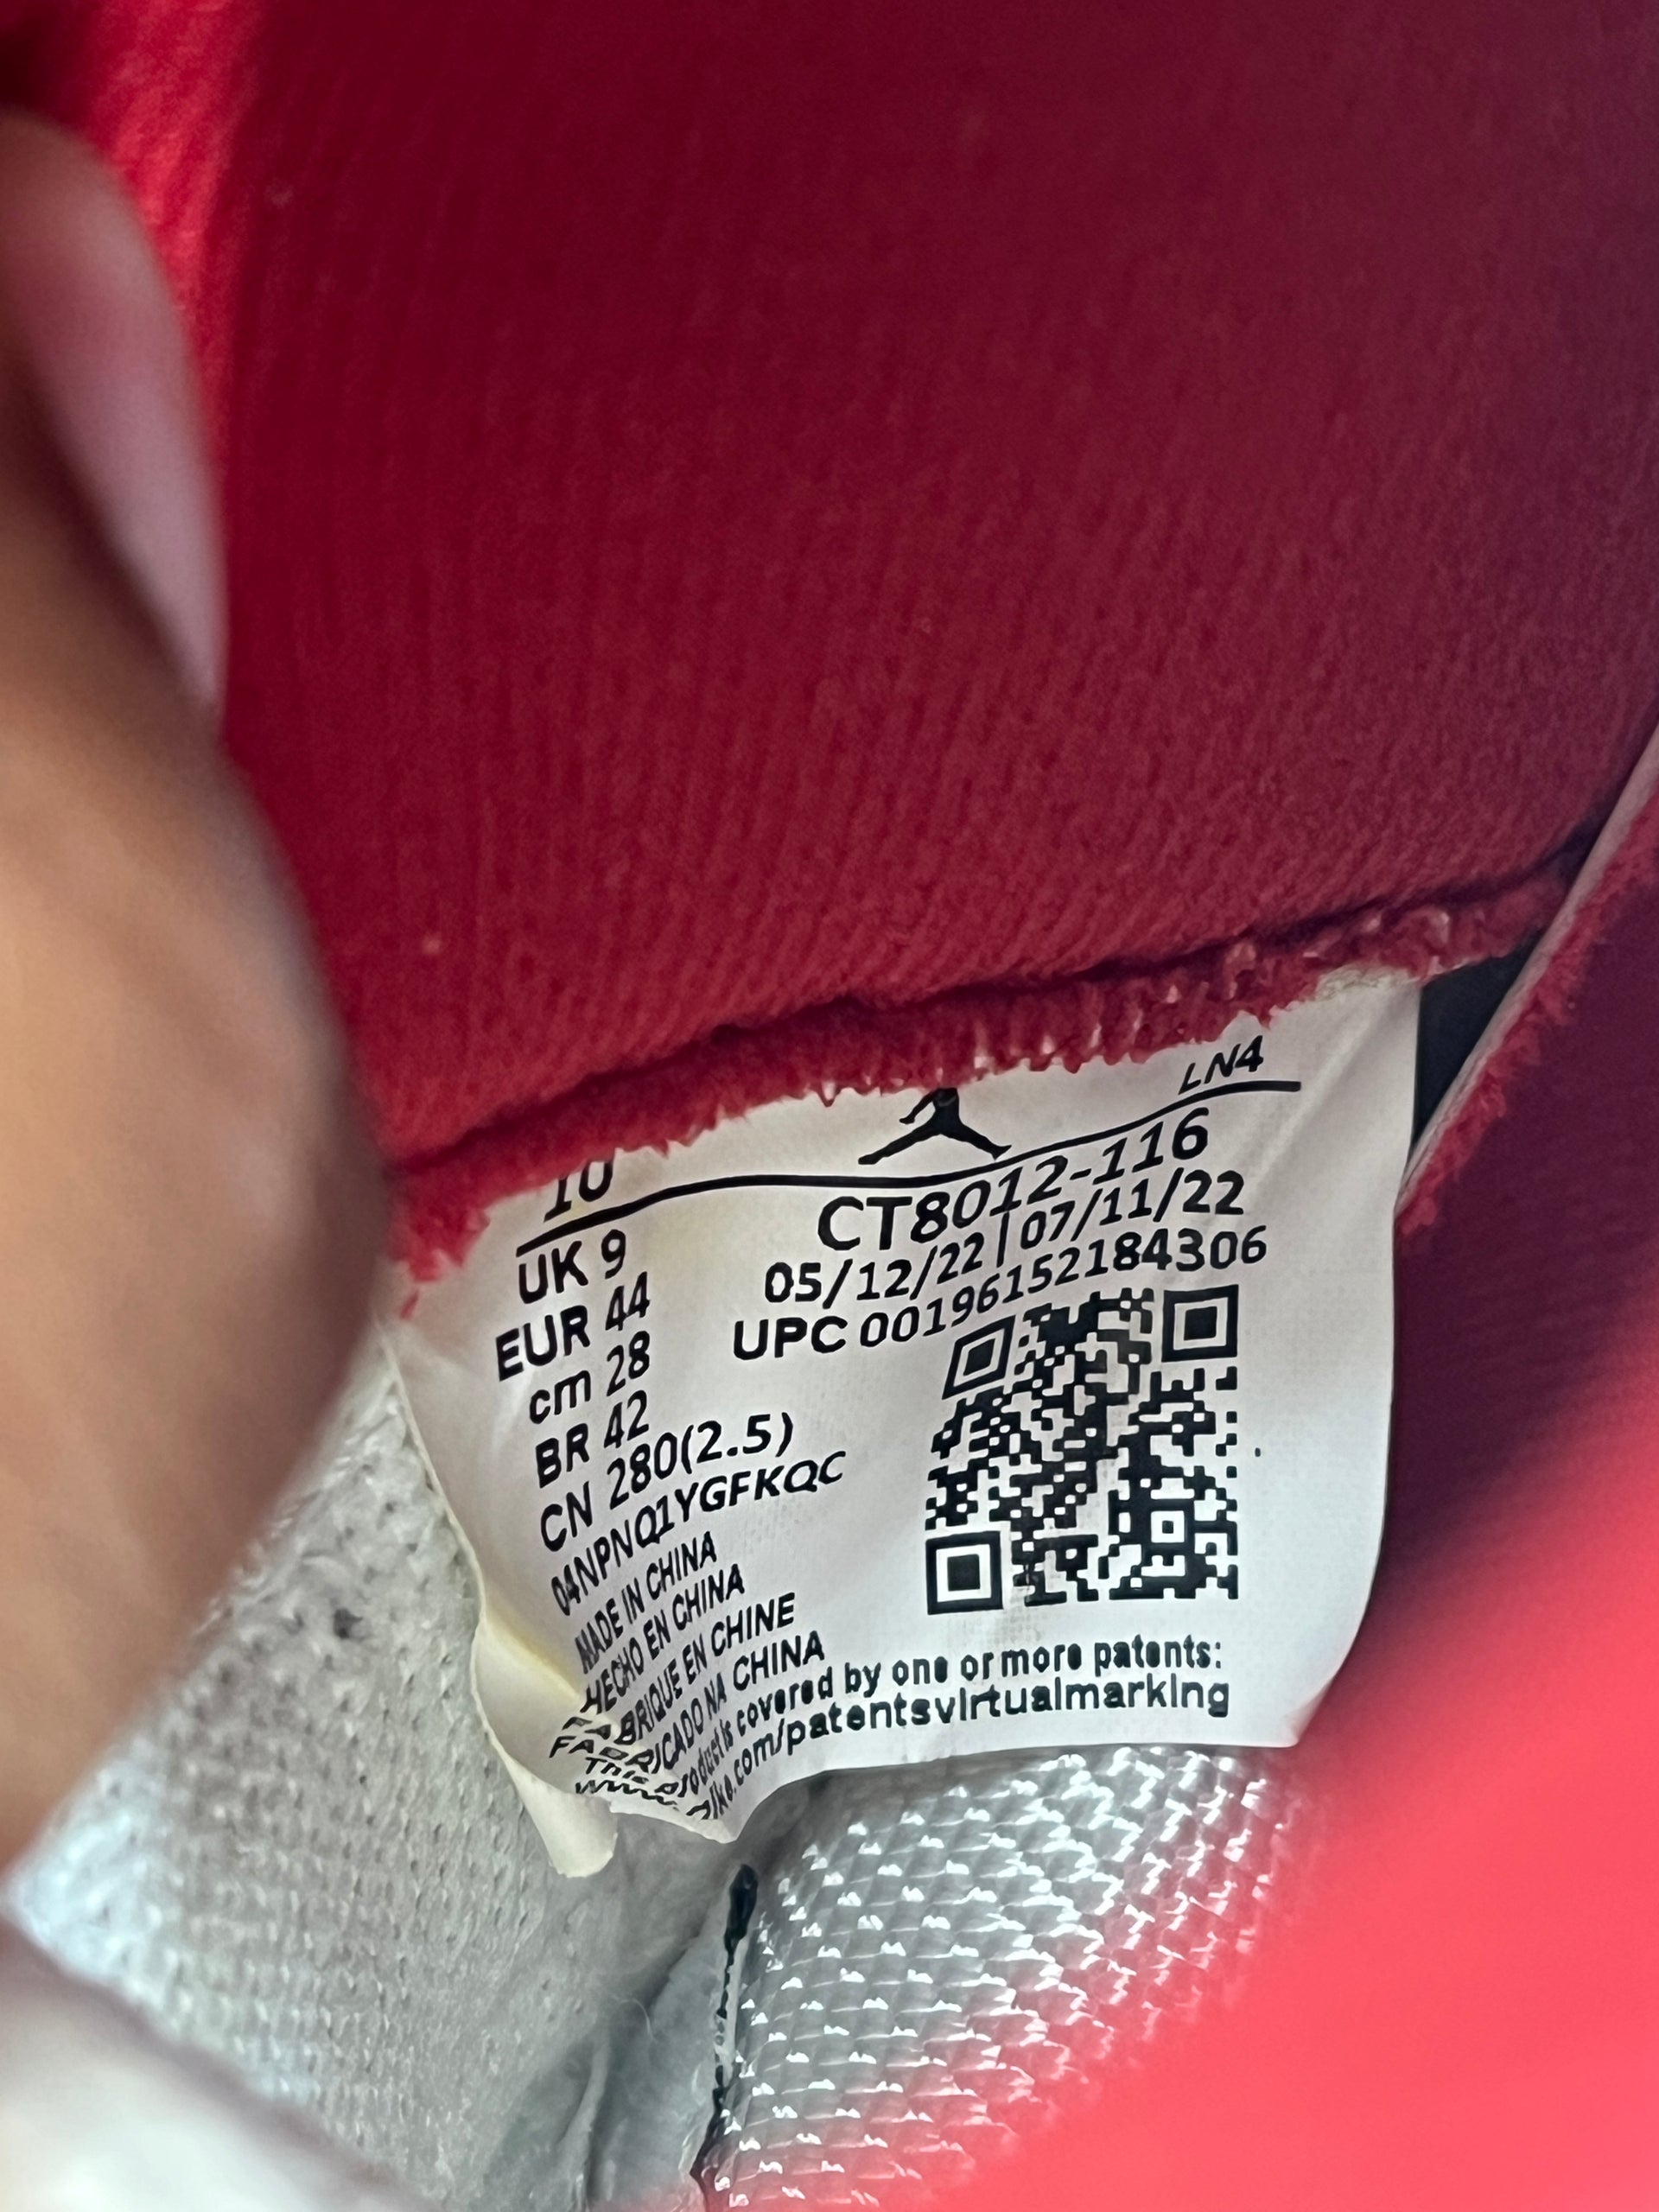 LN4
10
UK 9
EUR 44
cm 28
BR 42
CN 280(2.5)
04NPNQ1YGFKQC
MADE IN CHINA
HECHO EN CHINA
FABRIQUE EN CHINE
FABRICADO NA CHINA
CT8012-116
05/12/22|07/11/22
UPC 00196152184306
This product is covered by one or more patents:
www.nike.com/patentsvirtualmarking